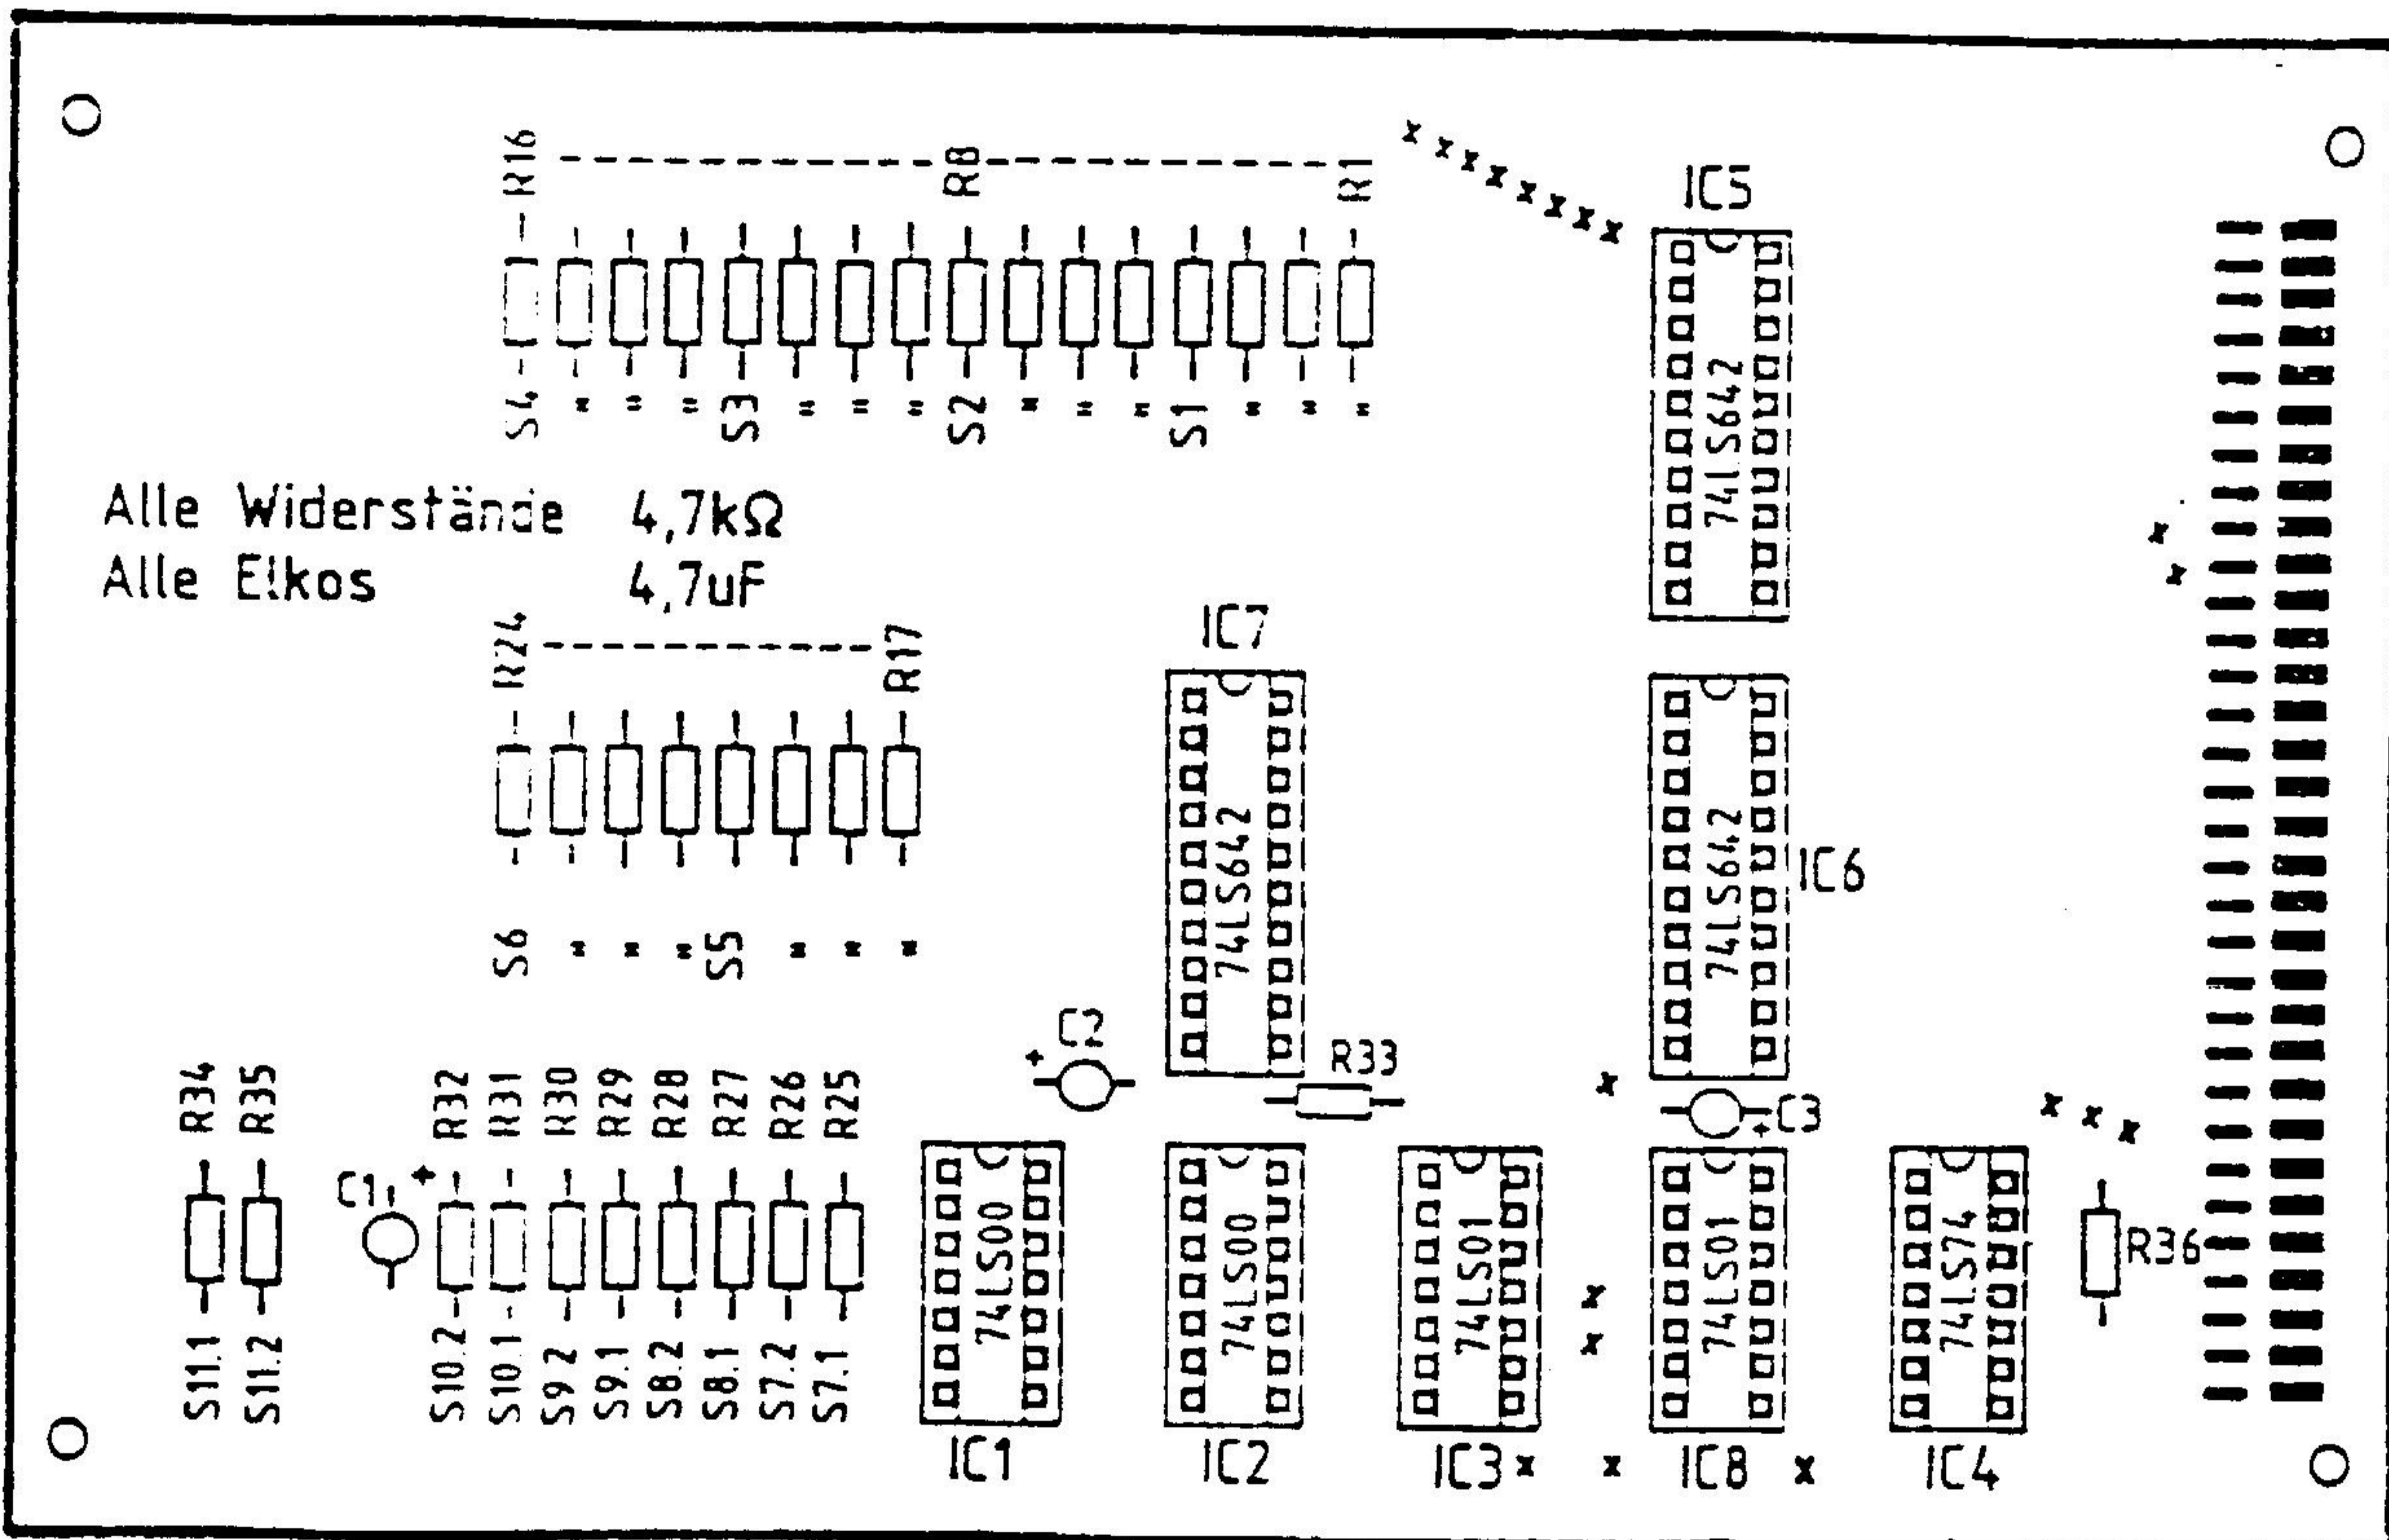 R16 R8 R1
IC5
74LS642
S4 " " " S3 " " " S2 " " " S1 " " "
Alle Widerstände 4,7kΩ
Alle Elkos 4,7uF
R24 R17
IC7
74LS642
74LS642
IC6
S6 " " " S5 " " "
+ C2
R33
C3
+
R34 R35
C1 +
R32 R31 R30 R29 R28 R27 R26 R25
74LS00
74LS00
74LS01
74LS01
74LS74
R36
S11.1 S11.2 S10.2 S10.1 S9.2 S9.1 S8.2 S8.1 S7.2 S7.1
IC1 IC2 IC3 x x IC8 x IC4